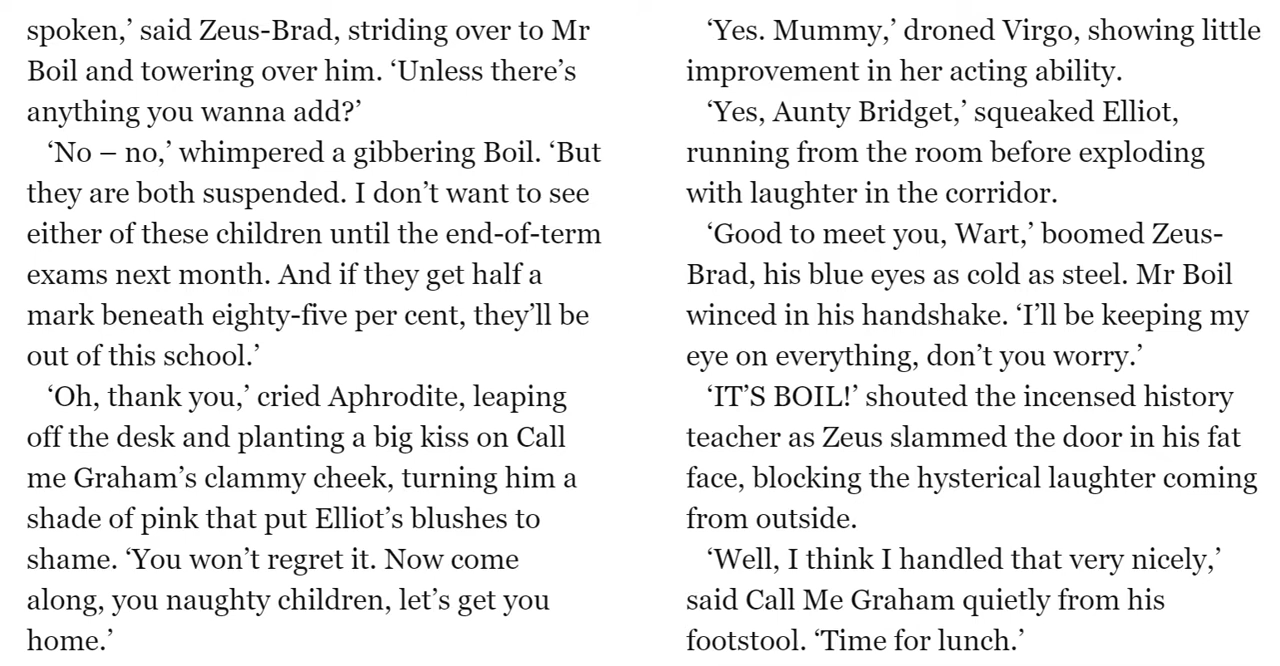 spoken,’ said Zeus-Brad, striding over to Mr
Boil and towering over him. ‘Unless there’s
anything you wanna add?’
‘No – no,’ whimpered a gibbering Boil. ‘But
they are both suspended. I don’t want to see
either of these children until the end-of-term
exams next month. And if they get half a
mark beneath eighty-five per cent, they’ll be
out of this school.’
‘Oh, thank you,’ cried Aphrodite, leaping
off the desk and planting a big kiss on Call
me Graham’s clammy cheek, turning him a
shade of pink that put Elliot’s blushes to
shame. ‘You won’t regret it. Now come
along, you naughty children, let’s get you
home.’
‘Yes. Mummy,’ droned Virgo, showing little
improvement in her acting ability.
‘Yes, Aunty Bridget,’ squeaked Elliot,
running from the room before exploding
with laughter in the corridor.
‘Good to meet you, Wart,’ boomed Zeus-
Brad, his blue eyes as cold as steel. Mr Boil
winced in his handshake. ‘I’ll be keeping my
eye on everything, don’t you worry.’
‘IT’S BOIL!’ shouted the incensed history
teacher as Zeus slammed the door in his fat
face, blocking the hysterical laughter coming
from outside.
‘Well, I think I handled that very nicely,’
said Call Me Graham quietly from his
footstool. ‘Time for lunch.’